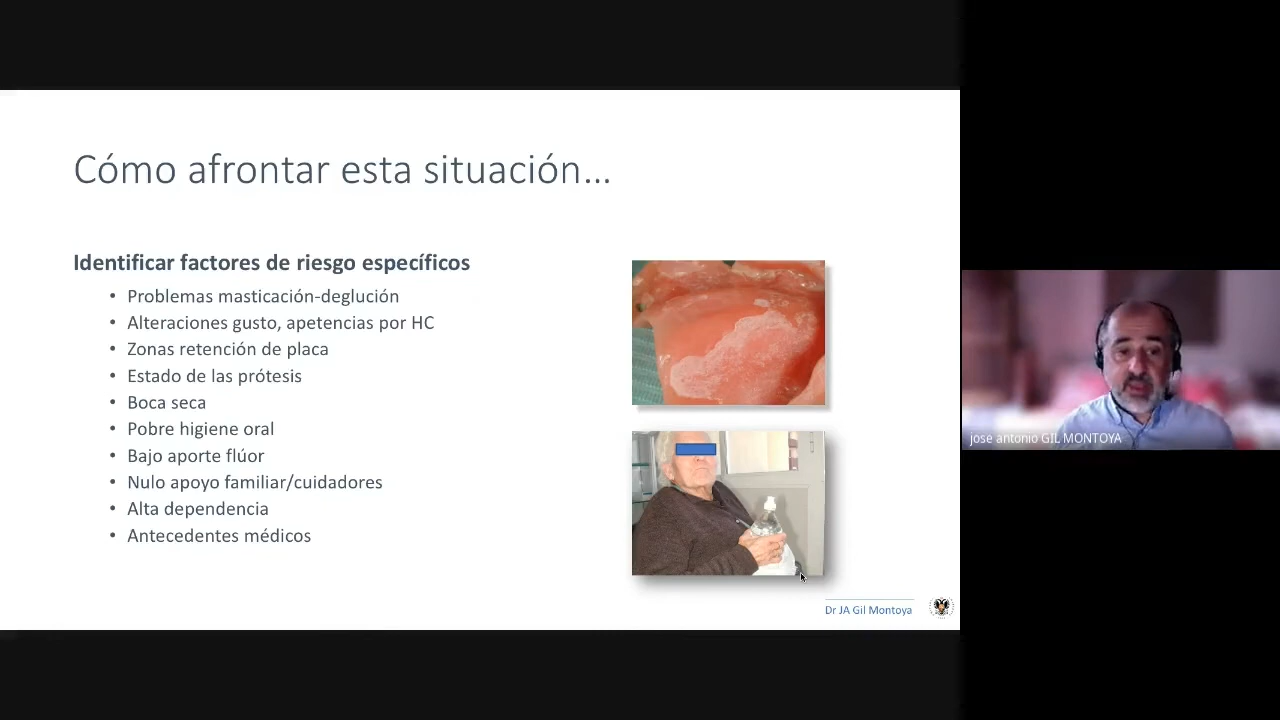 Cómo afrontar esta situación...
Identificar factores de riesgo específicos
• Problemas masticación-deglución
• Alteraciones gusto, apetencias por HC
• Zonas retención de placa
• Estado de las prótesis
• Boca seca
• Pobre higiene oral
• Bajo aporte flúor
• Nulo apoyo familiar/cuidadores
• Alta dependencia
• Antecedentes médicos
Dr JA Gil Montoya
jose antonio GIL MONTOYA